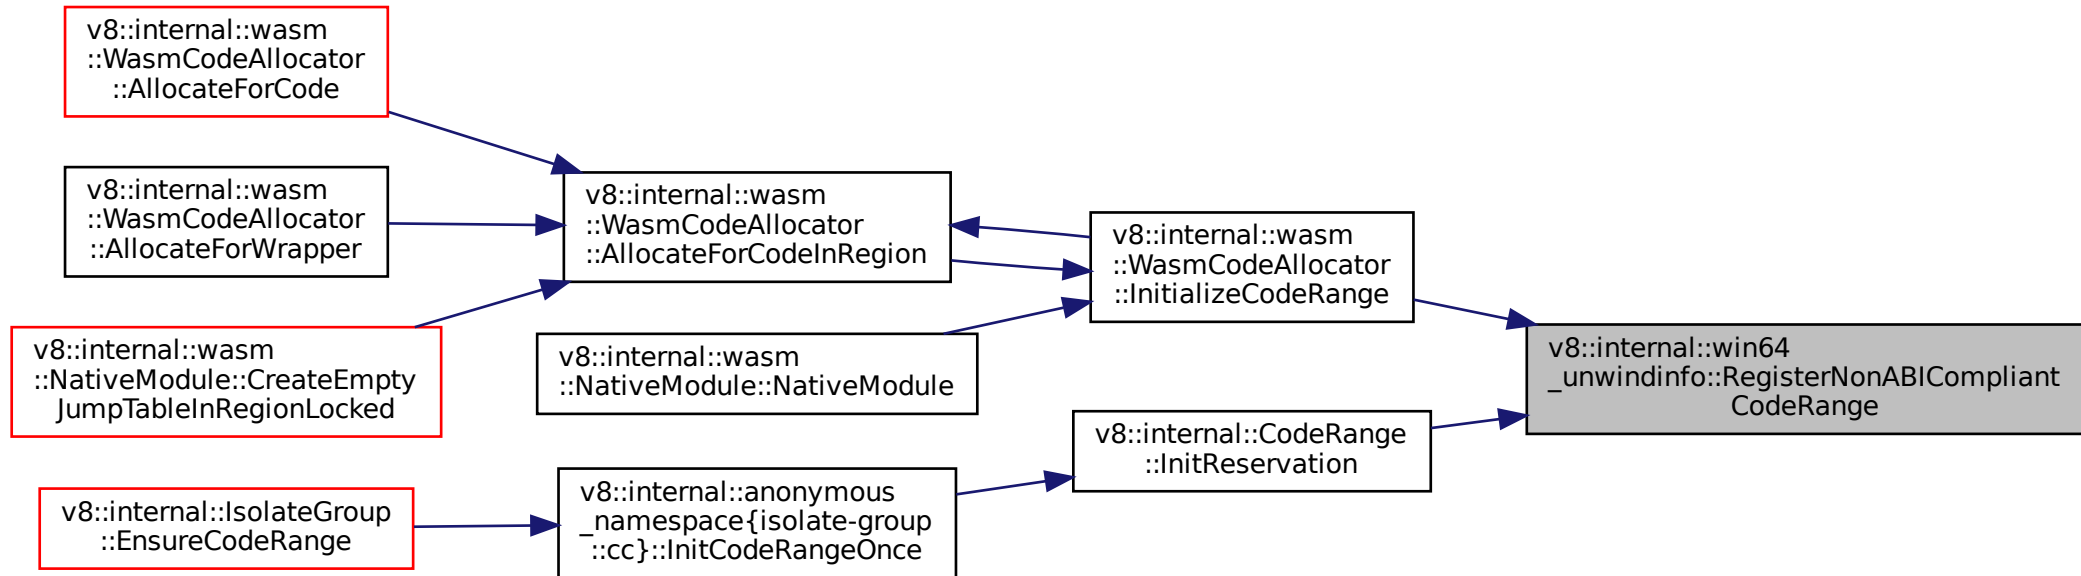 v8::internal::wasm
::WasmCodeAllocator
::AllocateForCode
v8::internal::wasm
::WasmCodeAllocator
::AllocateForWrapper
v8::internal::wasm
::NativeModule::CreateEmpty
JumpTableInRegionLocked
v8::internal::IsolateGroup
::EnsureCodeRange
v8::internal::wasm
::WasmCodeAllocator
::AllocateForCodeInRegion
v8::internal::wasm
::NativeModule::NativeModule
v8::internal::anonymous
_namespace{isolate-group
::cc}::InitCodeRangeOnce
v8::internal::wasm
::WasmCodeAllocator
::InitializeCodeRange
v8::internal::CodeRange
::InitReservation
v8::internal::win64
_unwindinfo::RegisterNonABICompliant
CodeRange